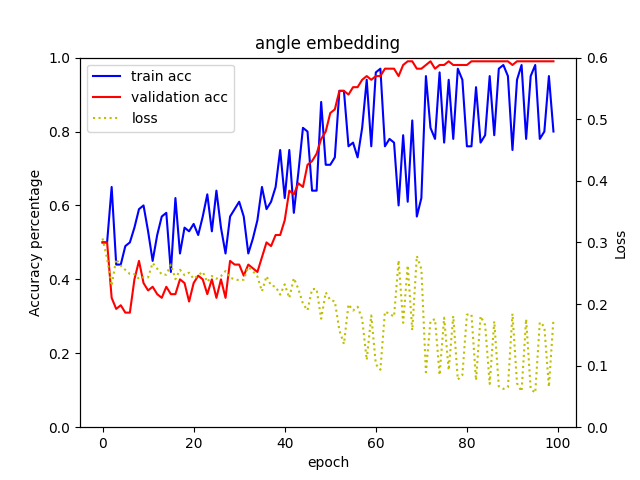 angle embedding
train acc
validation acc
loss
Accuracy percentage
1.0
0.8
0.6
0.4
0.2
0.0
0.6
0.5
0.4
0.3
0.2
0.1
0.0
Loss
0 20 40 60 80 100
epoch